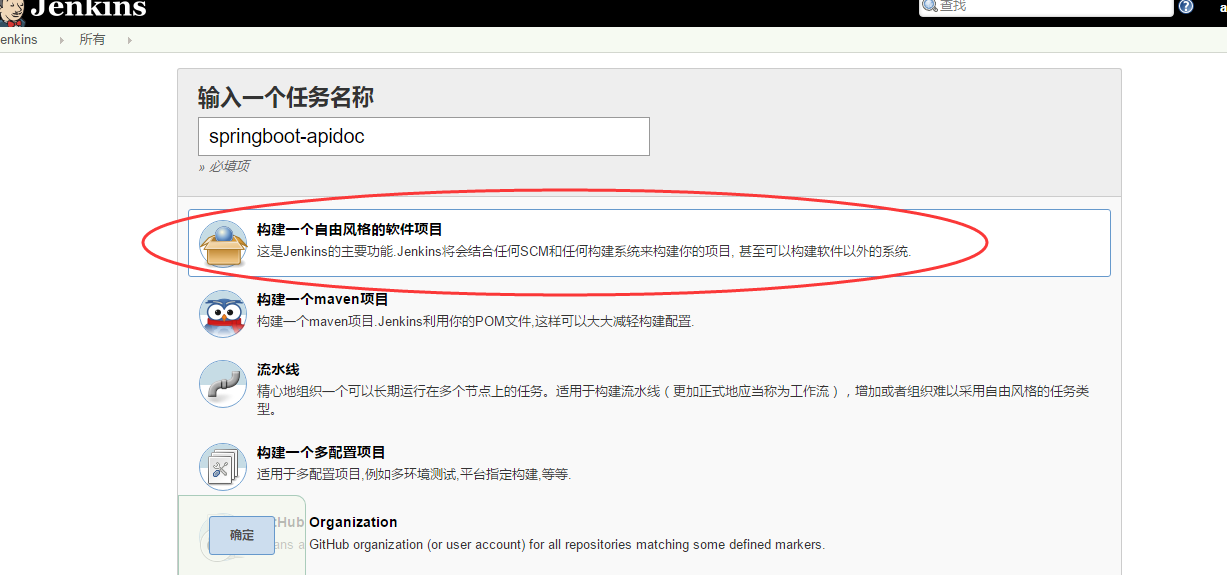 Jenkins
查找
enkins
所有
输入一个任务名称
springboot-apidoc
» 必填项
构建一个自由风格的软件项目
这是Jenkins的主要功能.Jenkins将会结合任何SCM和任何构建系统来构建你的项目, 甚至可以构建软件以外的系统.
构建一个maven项目
构建一个maven项目.Jenkins利用你的POM文件,这样可以大大减轻构建配置.
流水线
精心地组织一个可以长期运行在多个节点上的任务。适用于构建流水线（更加正式地应当称为工作流），增加或者组织难以采用自由风格的任务类
型。
构建一个多配置项目
适用于多配置项目,例如多环境测试,平台指定构建,等等.
tHub Organization
ans a GitHub organization (or user account) for all repositories matching some defined markers.
确定